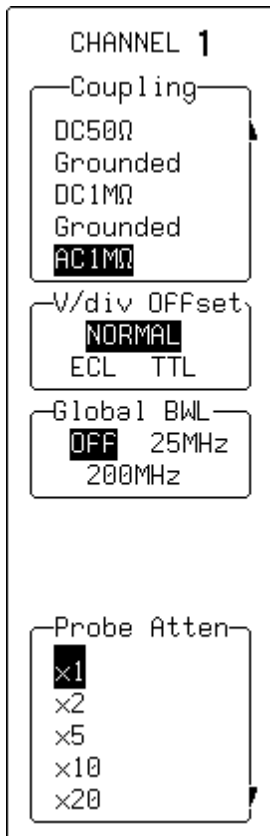 CHANNEL 1
Coupling
DC50Ω
Grounded
DC1MΩ
Grounded
AC1MΩ
V/div OFFset
NORMAL
ECL TTL
Global BWL
OFF 25MHz
200MHz
Probe Atten
×1
×2
×5
×10
×20